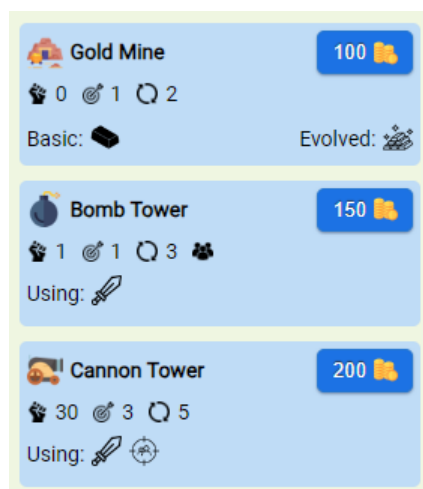 Gold Mine 100
0 1 2
Basic: Evolved:
Bomb Tower 150
1 1 3
Using:
Cannon Tower 200
30 3 5
Using: